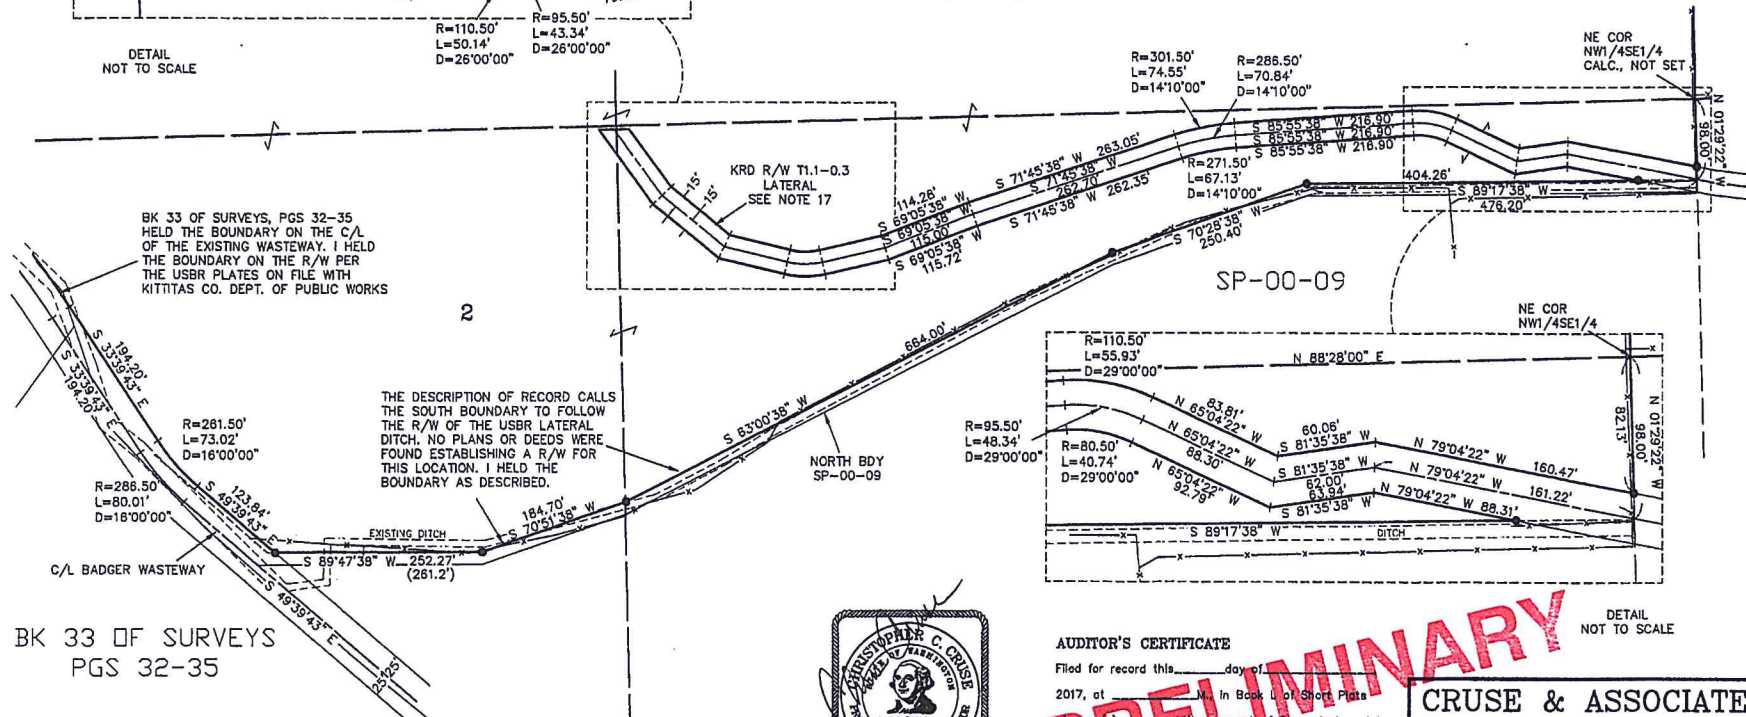 R=110.50'
L=50.14'
D=26°00'00"
R=95.50'
L=43.34'
D=26°00'00"
DETAIL
NOT TO SCALE
R=301.50'
L=74.55'
D=14°10'00"
R=286.50'
L=70.84'
D=14°10'00"
NE COR
NW1/4SE1/4
CALC., NOT SET
N 01°29'22" W
98.00'
S 85°55'38" W 216.90'
S 85°55'38" W 216.90'
S 85°55'38" W 216.90'
R=271.50'
L=67.13'
D=14°10'00"
404.26'
S 89°17'38" W
476.20'
KRD R/W T1.1-0.3
LATERAL
SEE NOTE 17
15'
15'
114.26'
S 69°05'38" W
S 69°05'38" W
115.00'
S 69°05'38" W
115.72'
S 71°45'38" W 263.05'
S 71°45'38" W
262.70'
S 71°45'38" W 262.35'
S 70°28'38" W
250.40'
SP-00-09
BK 33 OF SURVEYS, PGS 32-35
HELD THE BOUNDARY ON THE C/L
OF THE EXISTING WASTEWAY. I HELD
THE BOUNDARY ON THE R/W PER
THE USBR PLATES ON FILE WITH
KITTITAS CO. DEPT. OF PUBLIC WORKS
2
194.20'
S 33°39'43" E
S 33°39'43" E
194.20'
664.00'
S 63°00'38" W
THE DESCRIPTION OF RECORD CALLS
THE SOUTH BOUNDARY TO FOLLOW
THE R/W OF THE USBR LATERAL
DITCH. NO PLANS OR DEEDS WERE
FOUND ESTABLISHING A R/W FOR
THIS LOCATION. I HELD THE
BOUNDARY AS DESCRIBED.
NORTH BDY
SP-00-09
R=261.50'
L=73.02'
D=16°00'00"
R=286.50'
L=80.01'
D=16°00'00"
123.84'
S 49°39'43" E
184.70'
S 70°51'38" W
EXISTING DITCH
S 89°47'38" W 252.27'
(261.2')
C/L BADGER WASTEWAY
S 49°39'43" E
25'
25'
BK 33 OF SURVEYS
PGS 32-35
NE COR
NW1/4SE1/4
R=110.50'
L=55.93'
D=29°00'00"
N 88°28'00" E
R=95.50'
L=48.34'
D=29°00'00"
R=80.50'
L=40.74'
D=29°00'00"
83.81'
N 65°04'22" W
N 65°04'22" W
88.30'
N 65°04'22" W
92.79'
60.06'
S 81°35'38" W
S 81°35'38" W
62.00'
63.94'
S 81°35'38" W
N 79°04'22" W 160.47'
N 79°04'22" W 161.22'
N 79°04'22" W 88.31'
82.13'
98.00'
N 01°29'22" W
S 89°17'38" W
DITCH
DETAIL
NOT TO SCALE
CHRISTOPHER C. CRUSE
OF WASHINGTON
AUDITOR'S CERTIFICATE
Filed for record this day of
2017, at M., in Book L of Short Plats
PRELIMINARY
CRUSE & ASSOCIATE